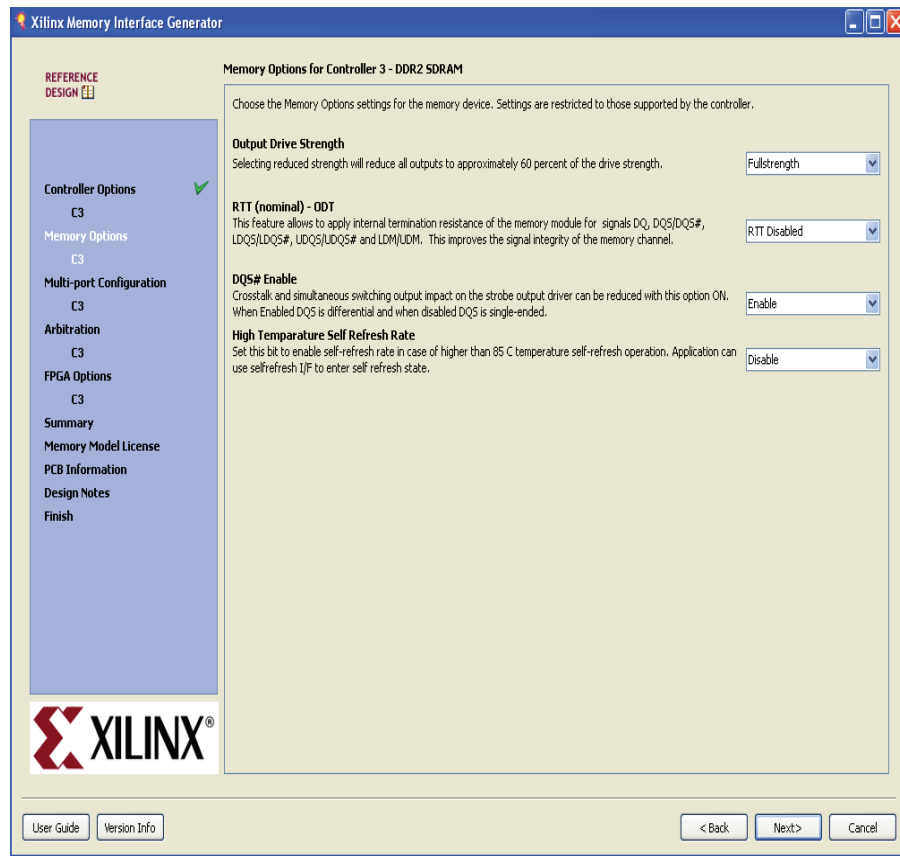 Xilinx Memory Interface Generator
REFERENCE
DESIGN
Controller Options
C3
Memory Options
C3
Multi-port Configuration
C3
Arbitration
C3
FPGA Options
C3
Summary
Memory Model License
PCB Information
Design Notes
Finish
XILINX®
Memory Options for Controller 3 - DDR2 SDRAM
Choose the Memory Options settings for the memory device. Settings are restricted to those supported by the controller.
Output Drive Strength
Selecting reduced strength will reduce all outputs to approximately 60 percent of the drive strength.
Fullstrength
RTT (nominal) - ODT
This feature allows to apply internal termination resistance of the memory module for signals DQ, DQS/DQS#,
LDQS/LDQS#, UDQS/UDQS# and LDM/UDM. This improves the signal integrity of the memory channel.
RTT Disabled
DQS# Enable
Crosstalk and simultaneous switching output impact on the strobe output driver can be reduced with this option ON.
When Enabled DQS is differential and when disabled DQS is single-ended.
Enable
High Temparature Self Refresh Rate
Set this bit to enable self-refresh rate in case of higher than 85 C temperature self-refresh operation. Application can
use selfrefresh I/F to enter self refresh state.
Disable
User Guide
Version Info
< Back
Next>
Cancel